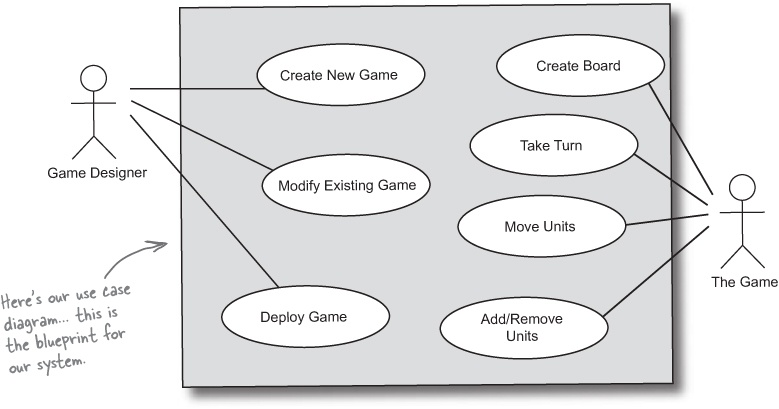 Create New Game
Create Board
Game Designer
Take Turn
Modify Existing Game
Move Units
The Game
Here's our use case
diagram... this is
the blueprint for
our system.
Deploy Game
Add/Remove
Units